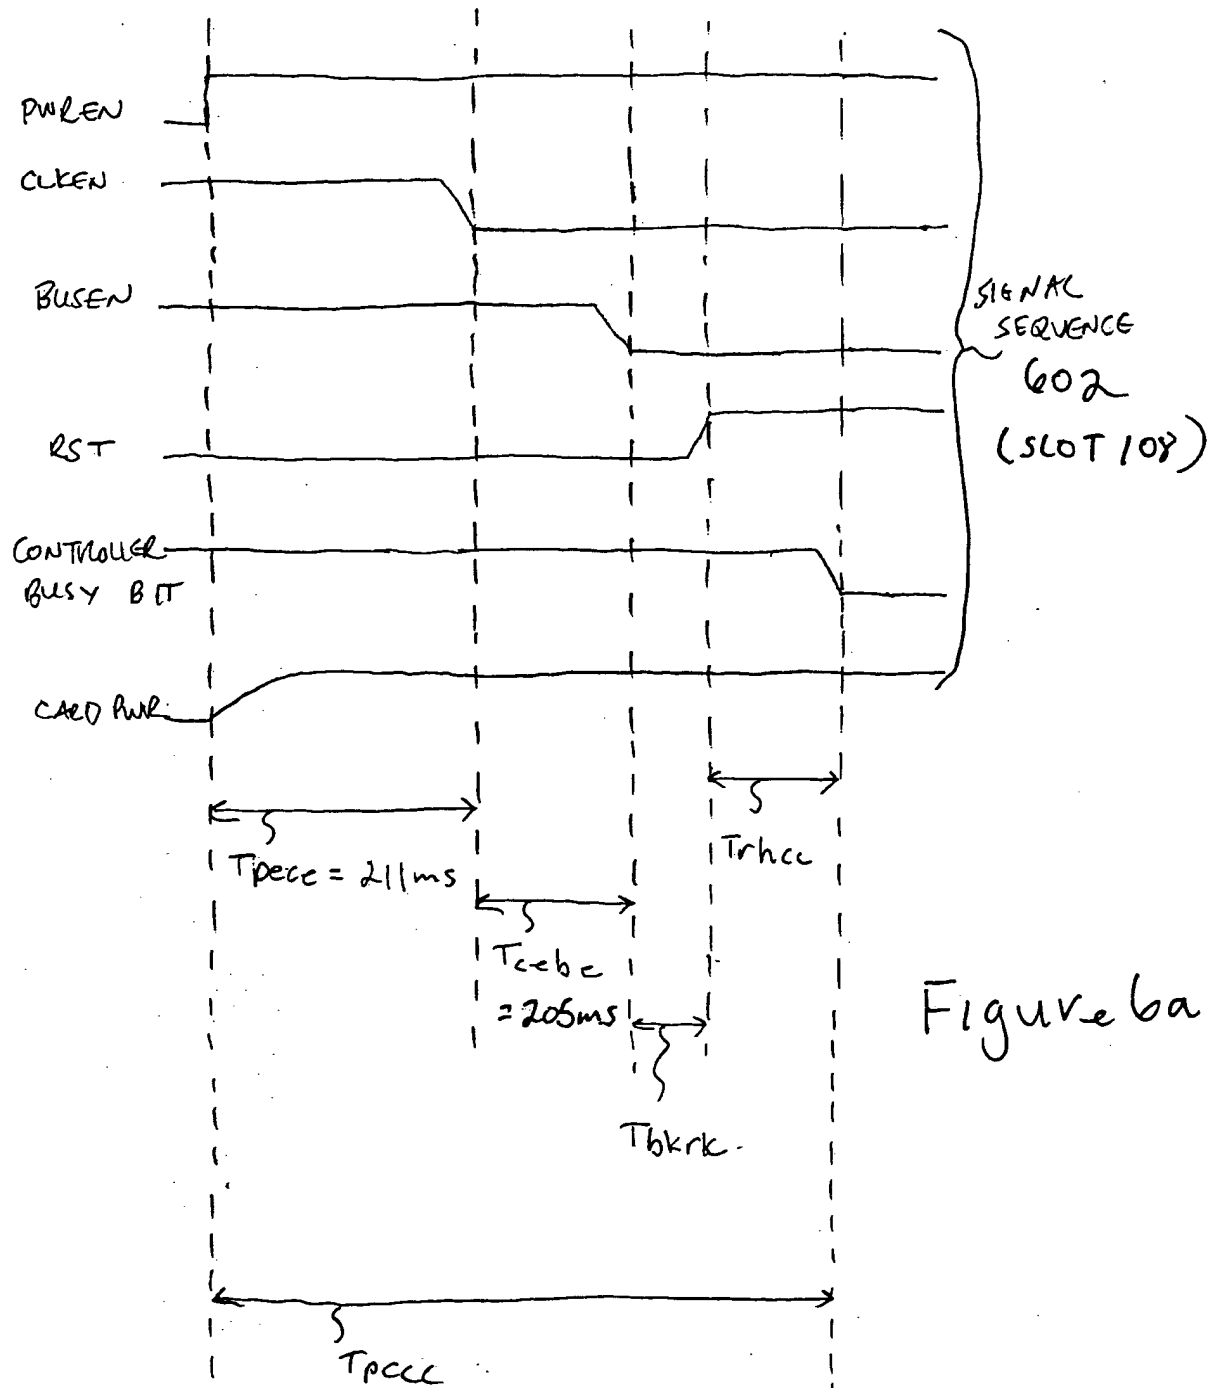 PWREN
CLKEN
BUSEN
SIGNAL
SEQUENCE
602
(SLOT 108)
RST
CONTROLLER
BUSY BIT
CARD PWR.
Trhcc
Tpece = 211ms
Tcebe
= 205ms
Figure 6a
Tbkrk.
Tpccc